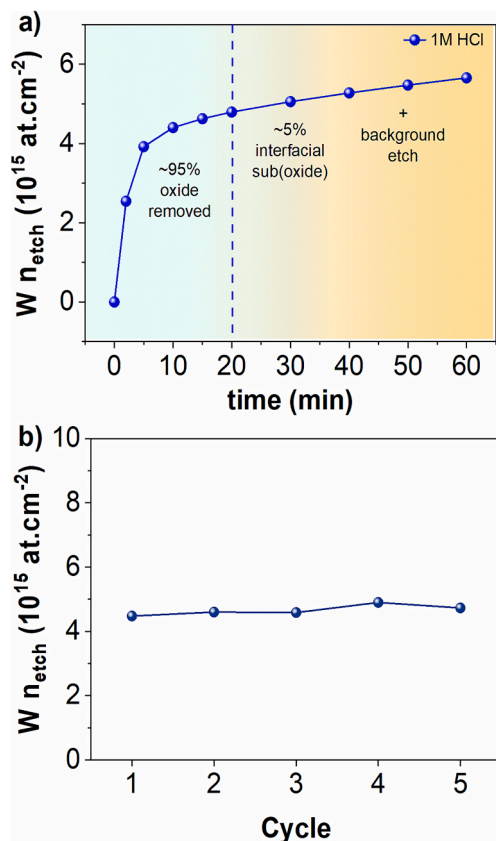 a)
1M HCl
W n_etch (10^15 at.cm^-2)
6
4
2
0
~95%
oxide
removed
~5%
interfacial
sub(oxide)
+
background
etch
0 10 20 30 40 50 60
time (min)
b)
W n_etch (10^15 at.cm^-2)
10
8
6
4
2
0
1 2 3 4 5
Cycle